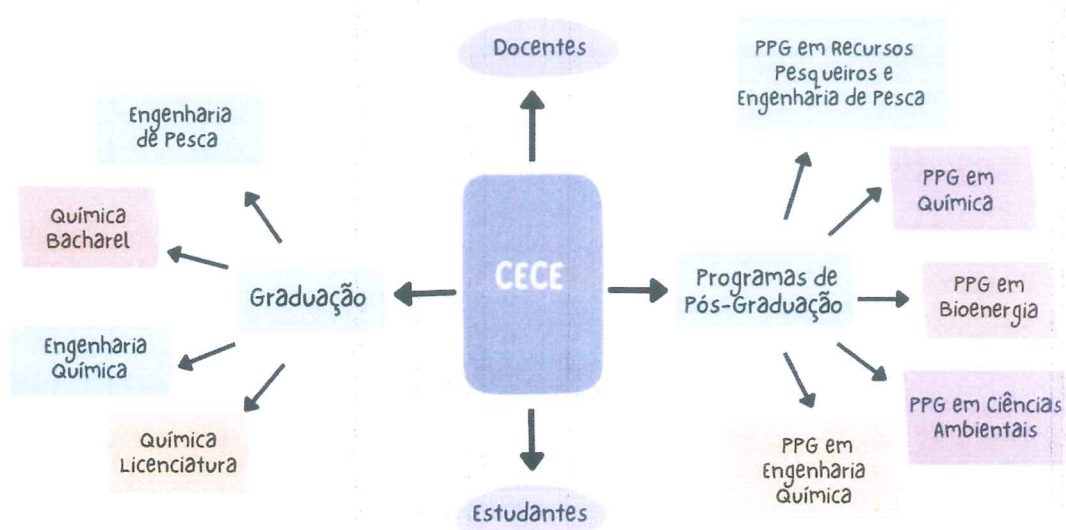 Docentes
PPG em Recursos
Pesqueiros e
Engenharia de Pesca
Engenharia
de Pesca
PPG em
Química
Química
Bacharel
CECE
Graduação
Programas de
Pós-Graduação
PPG em
Bioenergia
Engenharia
Química
PPG em Ciências
Ambientais
Química
Licenciatura
PPG em
Engenharia
Química
Estudantes